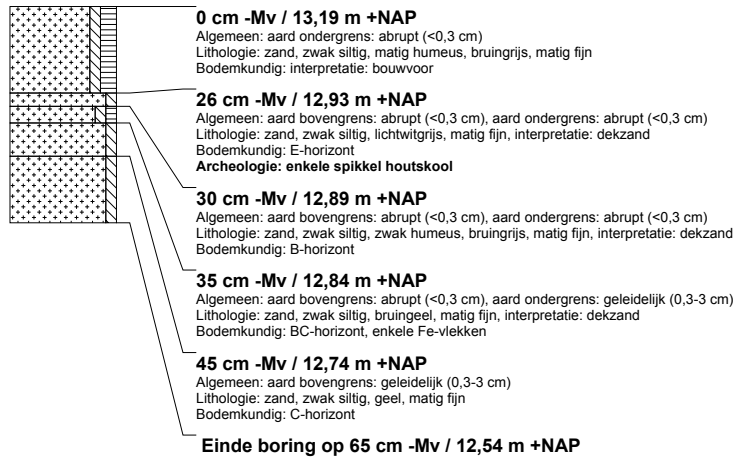 0 cm -Mv / 13,19 m +NAP
Algemeen: aard ondergrens: abrupt (<0,3 cm)
Lithologie: zand, zwak siltig, matig humeus, bruingrijs, matig fijn
Bodemkundig: interpretatie: bouwvoor
26 cm -Mv / 12,93 m +NAP
Algemeen: aard bovengrens: abrupt (<0,3 cm), aard ondergrens: abrupt (<0,3 cm)
Lithologie: zand, zwak siltig, lichtwitgrijs, matig fijn, interpretatie: dekzand
Bodemkundig: E-horizont
Archeologie: enkele spikkel houtskool
30 cm -Mv / 12,89 m +NAP
Algemeen: aard bovengrens: abrupt (<0,3 cm), aard ondergrens: abrupt (<0,3 cm)
Lithologie: zand, zwak siltig, zwak humeus, bruingrijs, matig fijn, interpretatie: dekzand
Bodemkundig: B-horizont
35 cm -Mv / 12,84 m +NAP
Algemeen: aard bovengrens: abrupt (<0,3 cm), aard ondergrens: geleidelijk (0,3-3 cm)
Lithologie: zand, zwak siltig, bruingeel, matig fijn, interpretatie: dekzand
Bodemkundig: BC-horizont, enkele Fe-vlekken
45 cm -Mv / 12,74 m +NAP
Algemeen: aard bovengrens: geleidelijk (0,3-3 cm)
Lithologie: zand, zwak siltig, geel, matig fijn
Bodemkundig: C-horizont
Einde boring op 65 cm -Mv / 12,54 m +NAP